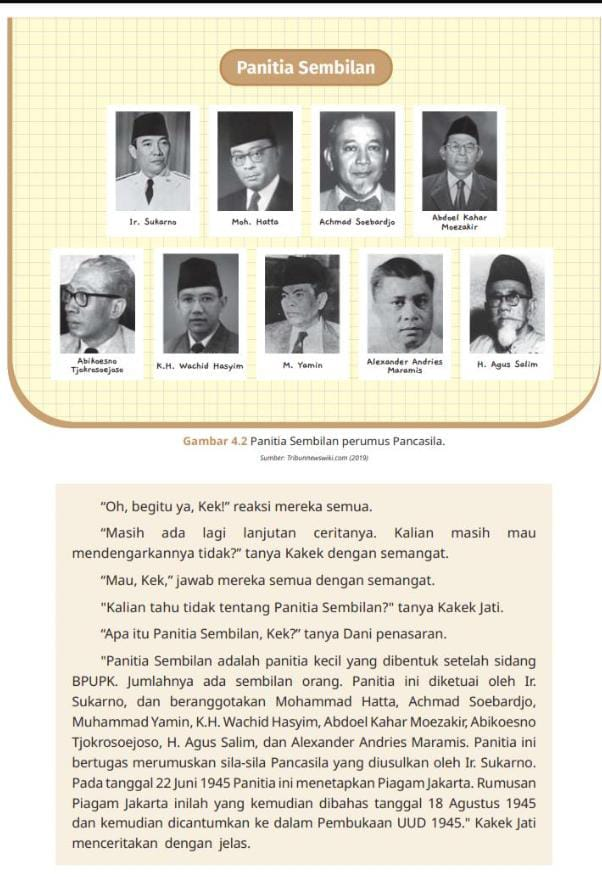 Panitia Sembilan
Ir. Sukarno
Moh. Hatta
Achmad Soebardjo
Abdoel Kahar
Moezakir
Abikoesno
Tjokrosoejoso
K.H. Wachid Hasyim
M. Yamin
Alexander Andries
Maramis
H. Agus Salim
Gambar 4.2 Panitia Sembilan perumus Pancasila.
Sumber: Tribunnewswiki.com (2019)
“Oh, begitu ya, Kek!” reaksi mereka semua.
“Masih ada lagi lanjutan ceritanya. Kalian masih mau
mendengarkannya tidak?” tanya Kakek dengan semangat.
“Mau, Kek,” jawab mereka semua dengan semangat.
"Kalian tahu tidak tentang Panitia Sembilan?" tanya Kakek Jati.
“Apa itu Panitia Sembilan, Kek?” tanya Dani penasaran.
"Panitia Sembilan adalah panitia kecil yang dibentuk setelah sidang
BPUPK. Jumlahnya ada sembilan orang. Panitia ini diketuai oleh Ir.
Sukarno, dan beranggotakan Mohammad Hatta, Achmad Soebardjo,
Muhammad Yamin, K.H. Wachid Hasyim, Abdoel Kahar Moezakir, Abikoesno
Tjokrosoejoso, H. Agus Salim, dan Alexander Andries Maramis. Panitia ini
bertugas merumuskan sila-sila Pancasila yang diusulkan oleh Ir. Sukarno.
Pada tanggal 22 Juni 1945 Panitia ini menetapkan Piagam Jakarta. Rumusan
Piagam Jakarta inilah yang kemudian dibahas tanggal 18 Agustus 1945
dan kemudian dicantumkan ke dalam Pembukaan UUD 1945." Kakek Jati
menceritakan dengan jelas.